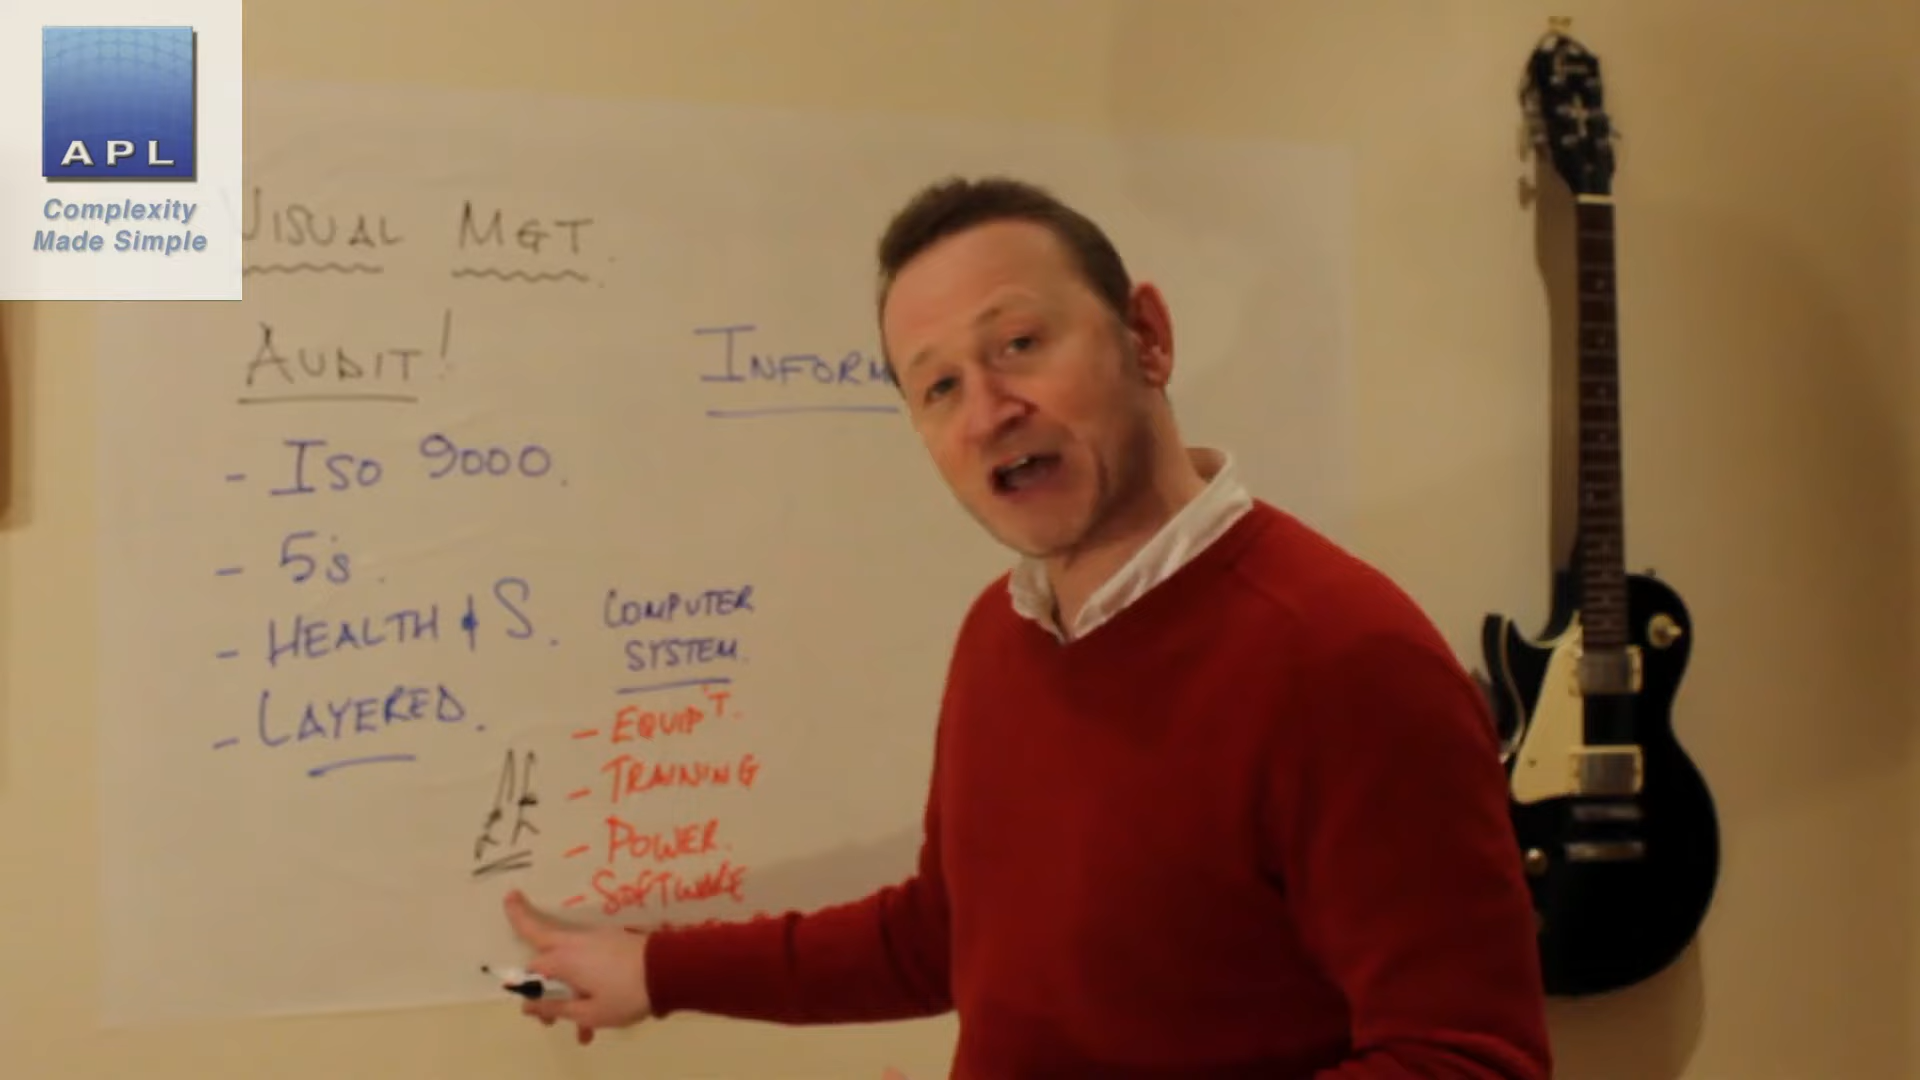 APL
Complexity
Made Simple
VISUAL MGT.
AUDIT!
INFORM
- ISO 9000.
- 5's.
- HEALTH & S.
- LAYERED.
COMPUTER
SYSTEM.
- EQUIP'T.
- TRAINING
- POWER.
- SOFTWARE